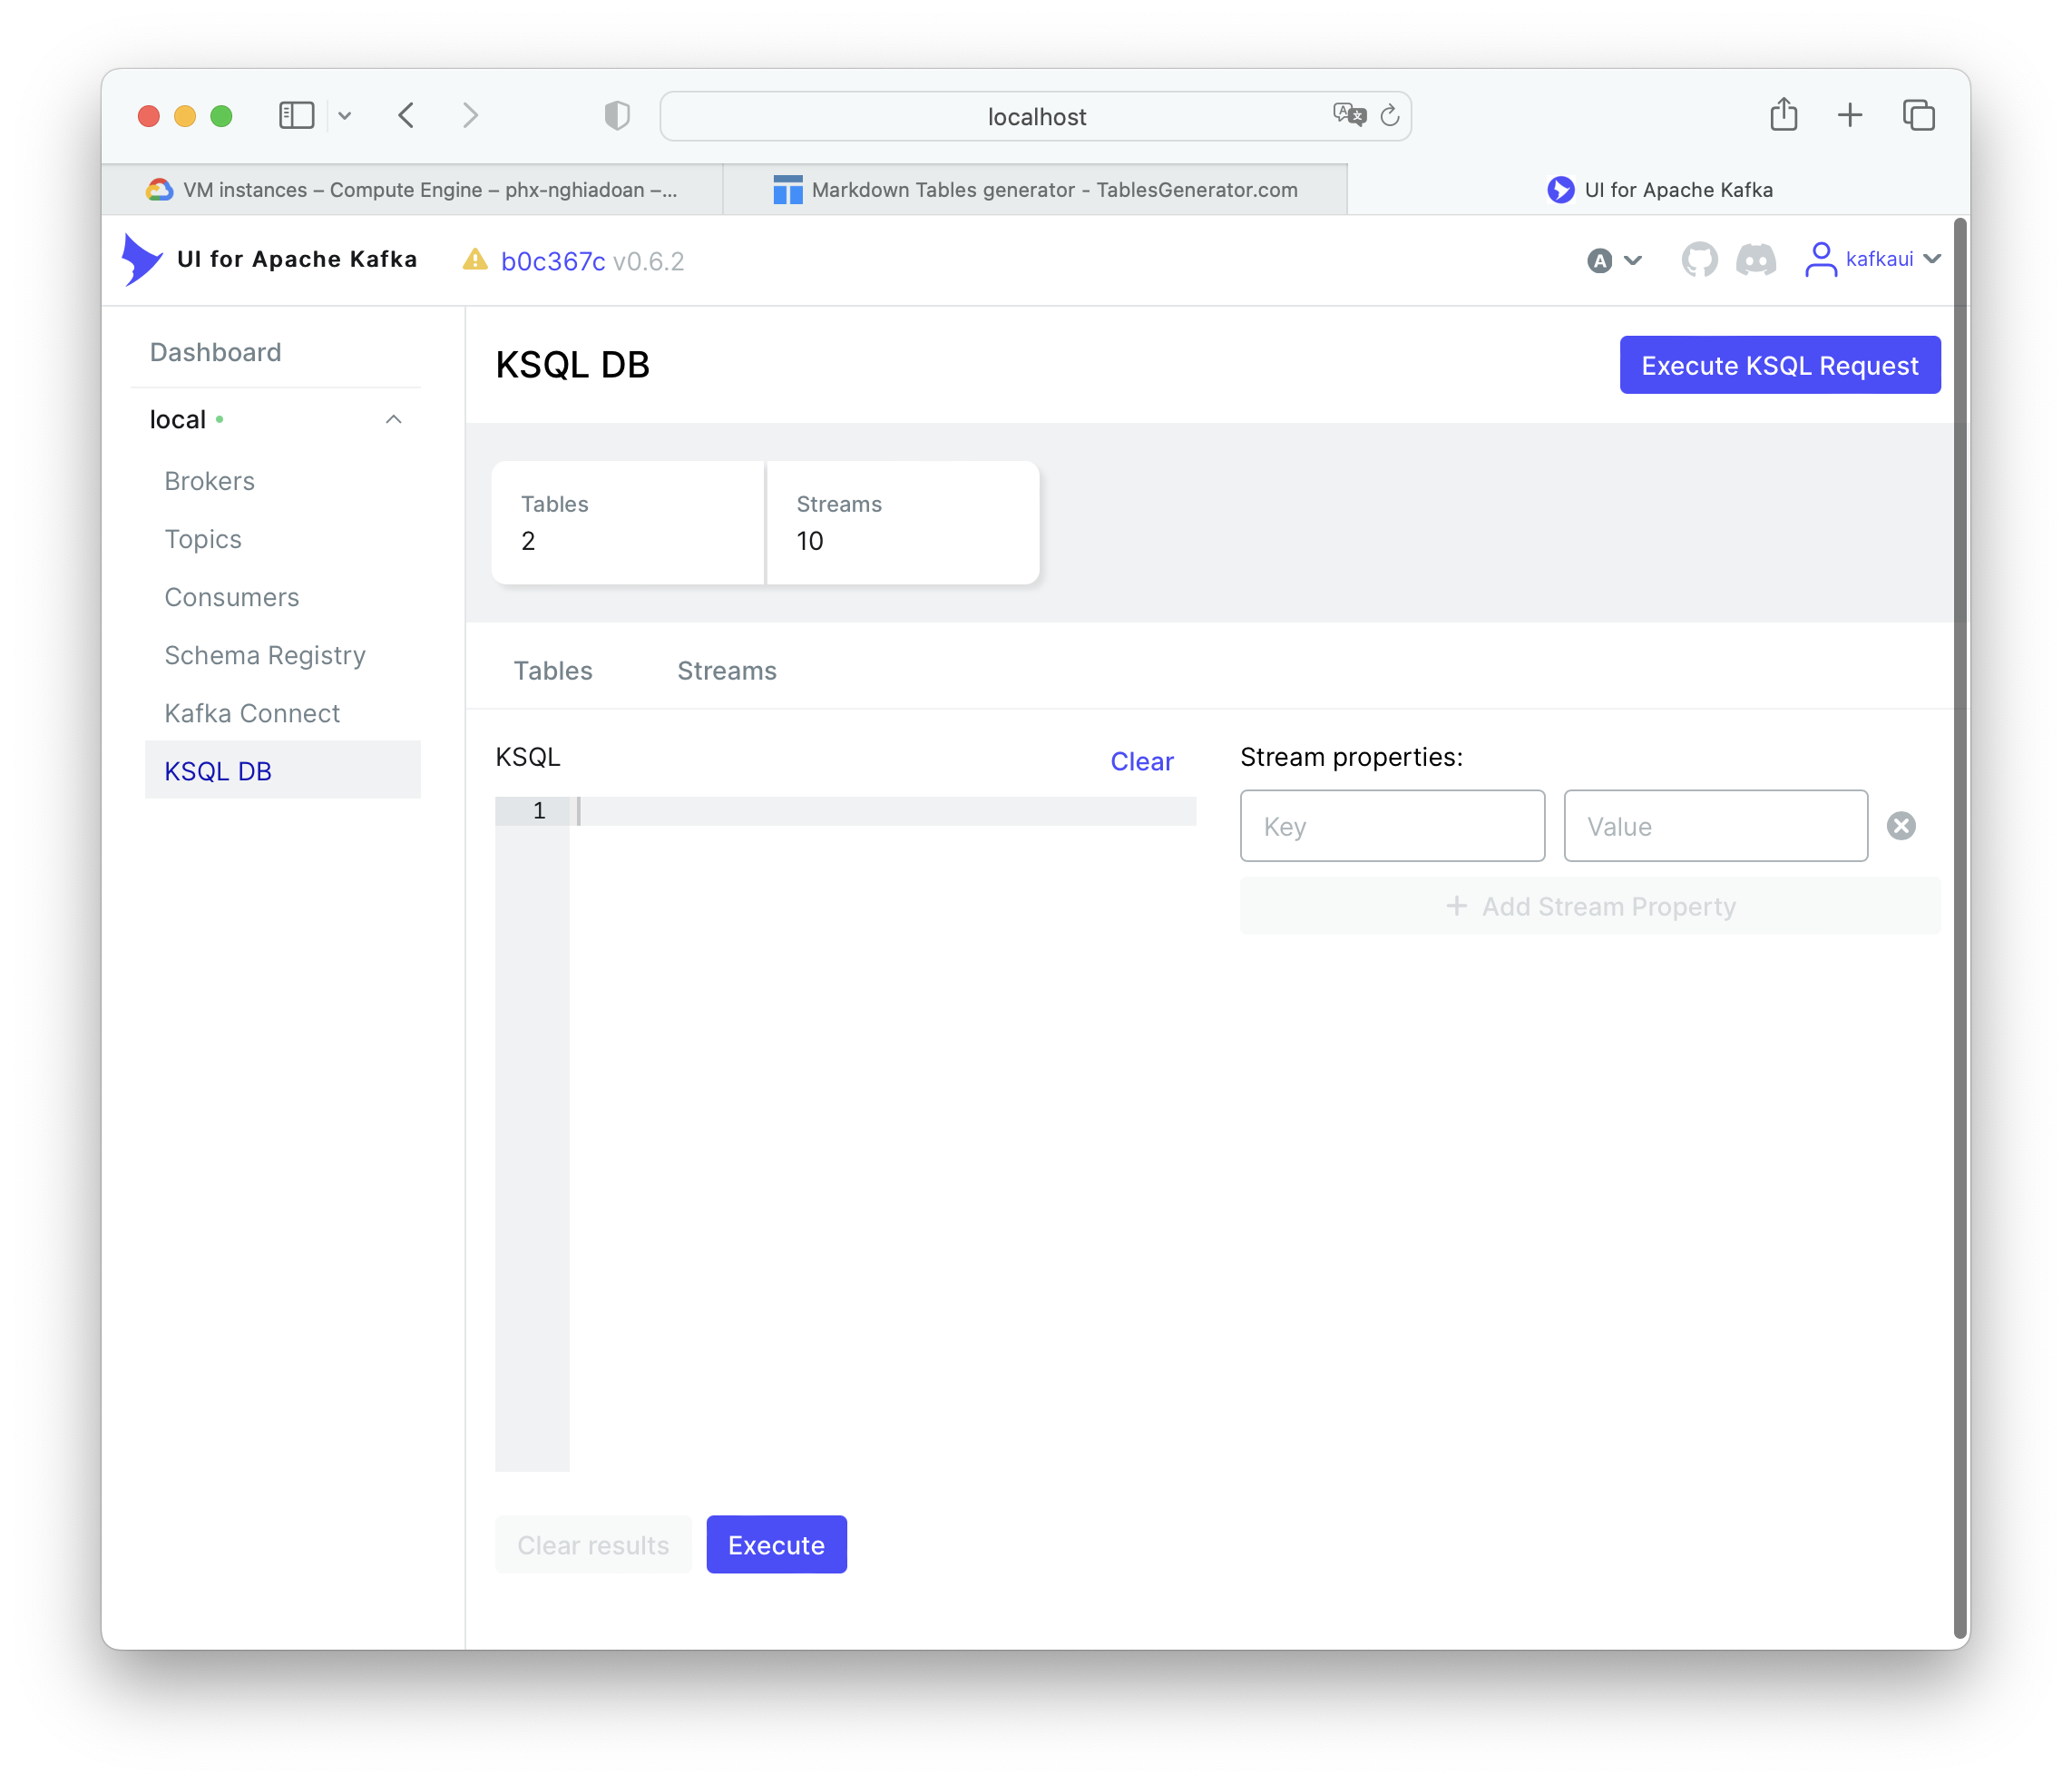 localhost
VM instances – Compute Engine – phx-nghiadoan –...
Markdown Tables generator - TablesGenerator.com
UI for Apache Kafka
UI for Apache Kafka
b0c367c v0.6.2
A
kafkaui
Dashboard
local
Brokers
Topics
Consumers
Schema Registry
Kafka Connect
KSQL DB
KSQL DB
Execute KSQL Request
Tables
2
Streams
10
Tables
Streams
KSQL
Clear
1
Stream properties:
Key
Value
+ Add Stream Property
Clear results
Execute